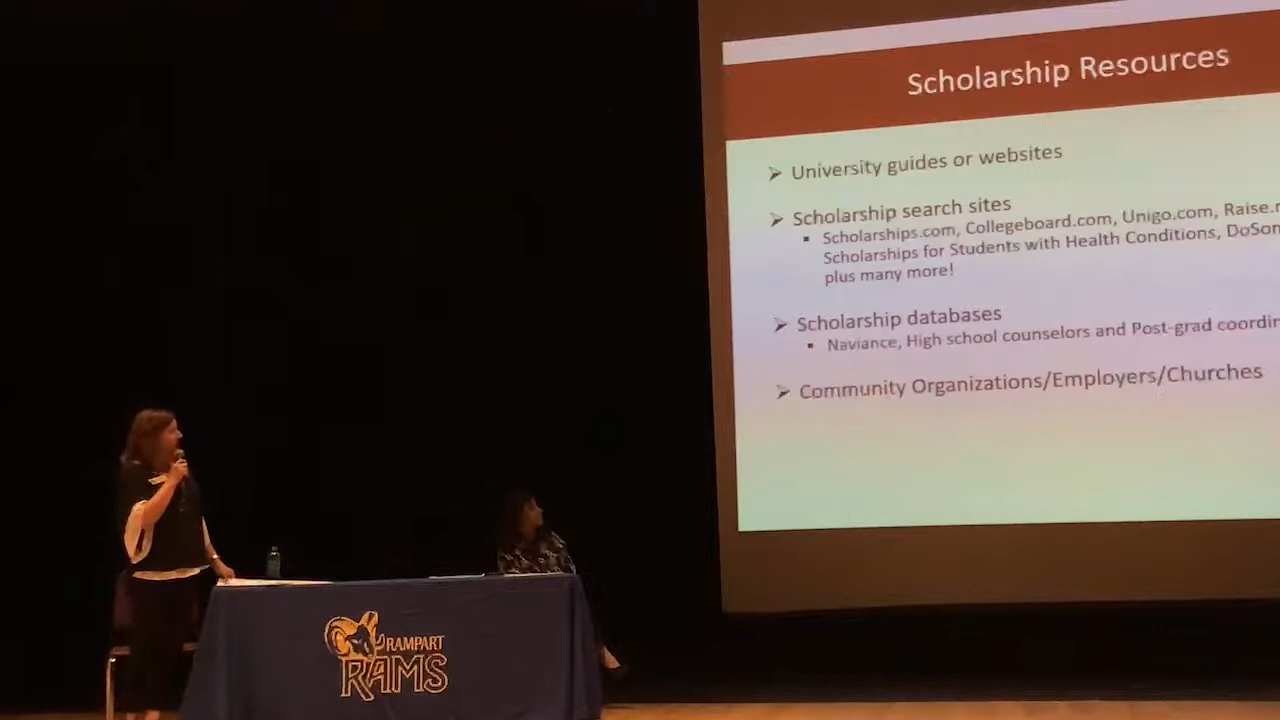 Scholarship Resources
University guides or websites
Scholarship search sites
Scholarships.com, Collegeboard.com, Unigo.com,
Scholarships for Students with Health Conditions,
plus many more!
Scholarship databases
Naviance, High school counselors and Post-grad
Community Organizations/Employers/Churches
RAMPART
RAMS